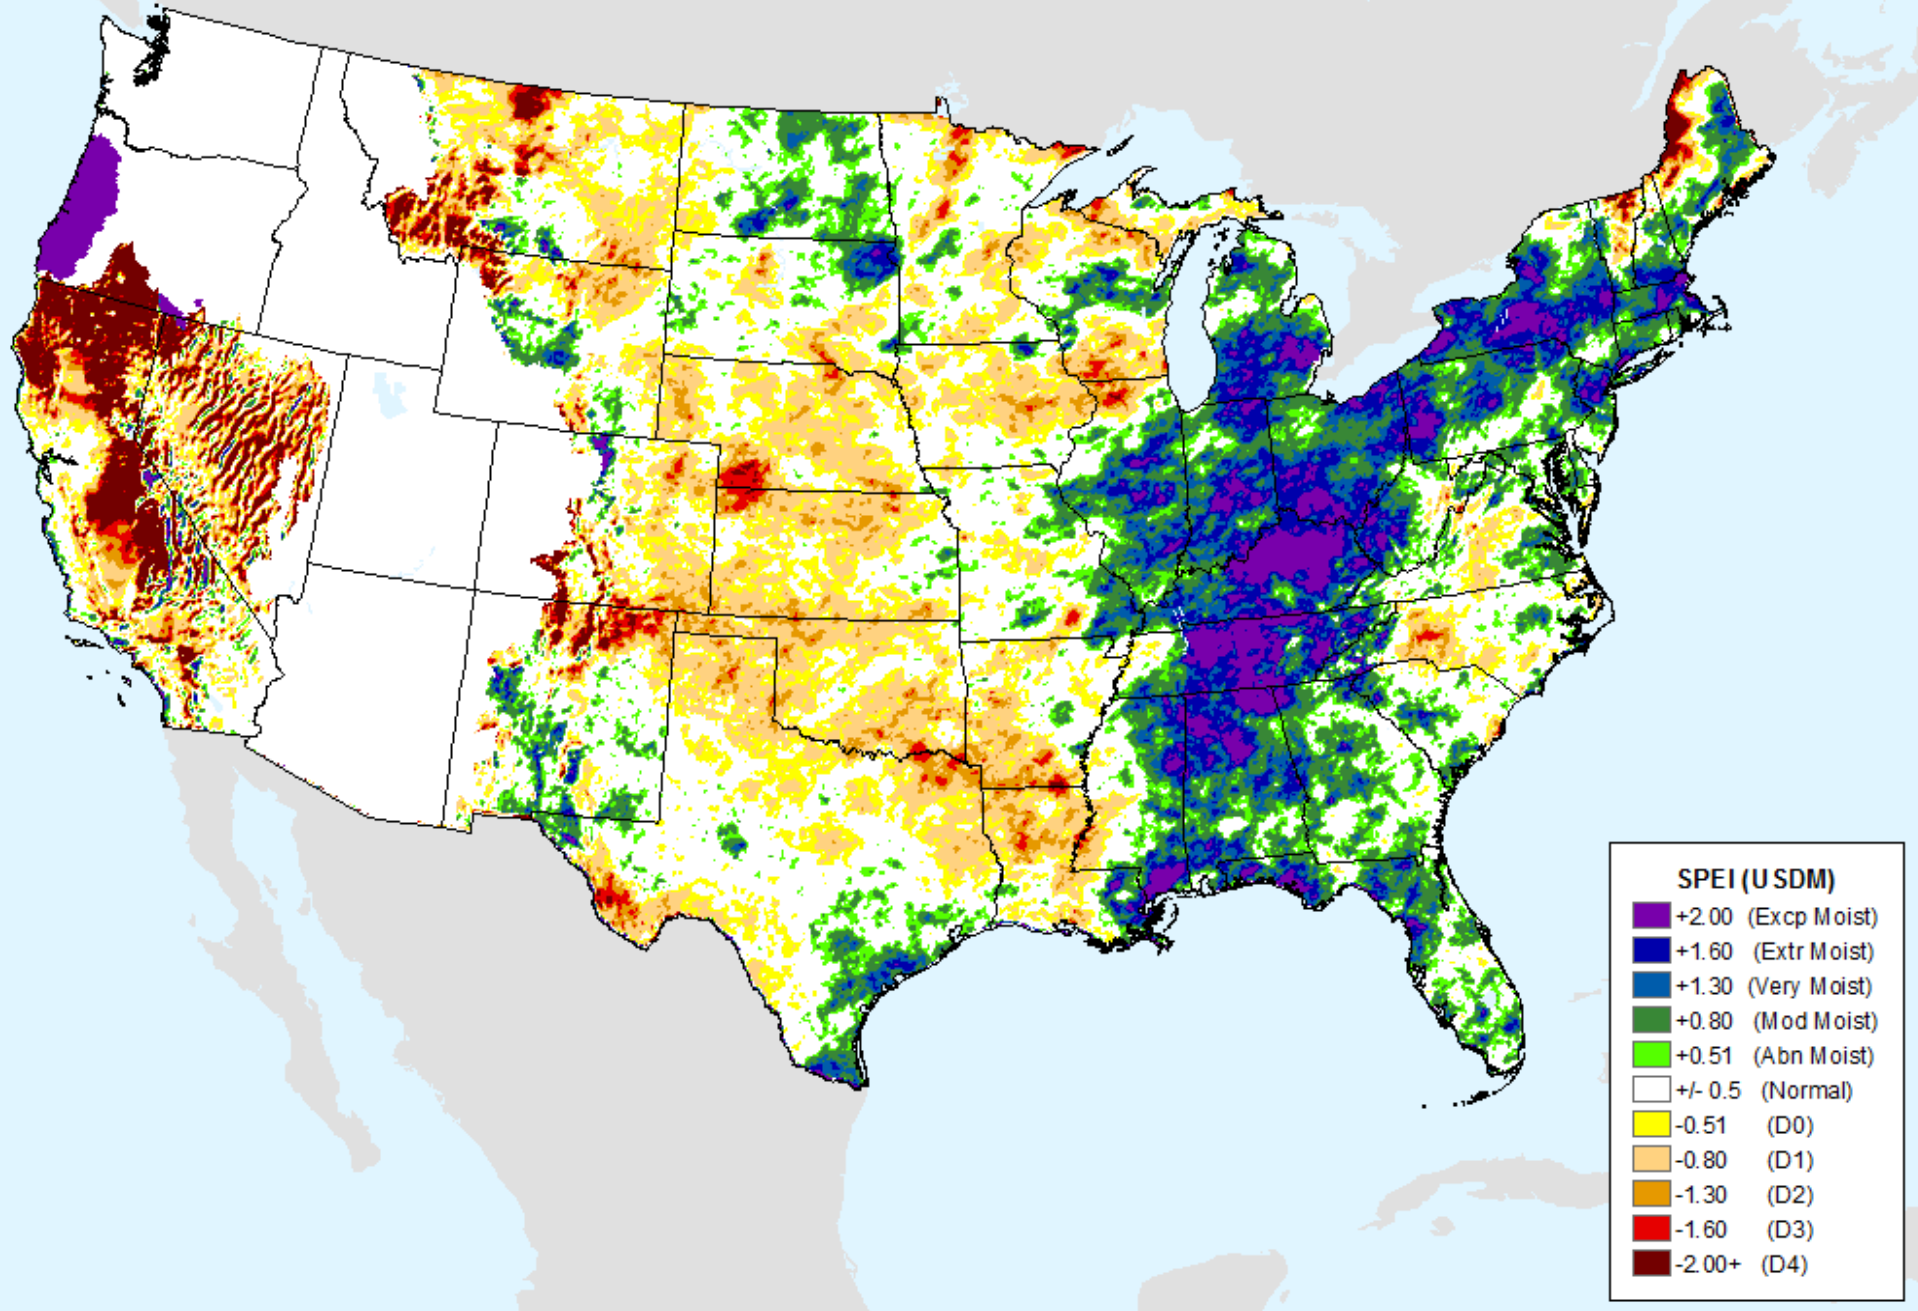 SPEI (USDM)
+2.00 (Excp Moist)
+1.60 (Extr Moist)
+1.30 (Very Moist)
+0.80 (Mod Moist)
+0.51 (Abn Moist)
+/- 0.5 (Normal)
-0.51 (D0)
-0.80 (D1)
-1.30 (D2)
-1.60 (D3)
-2.00+ (D4)